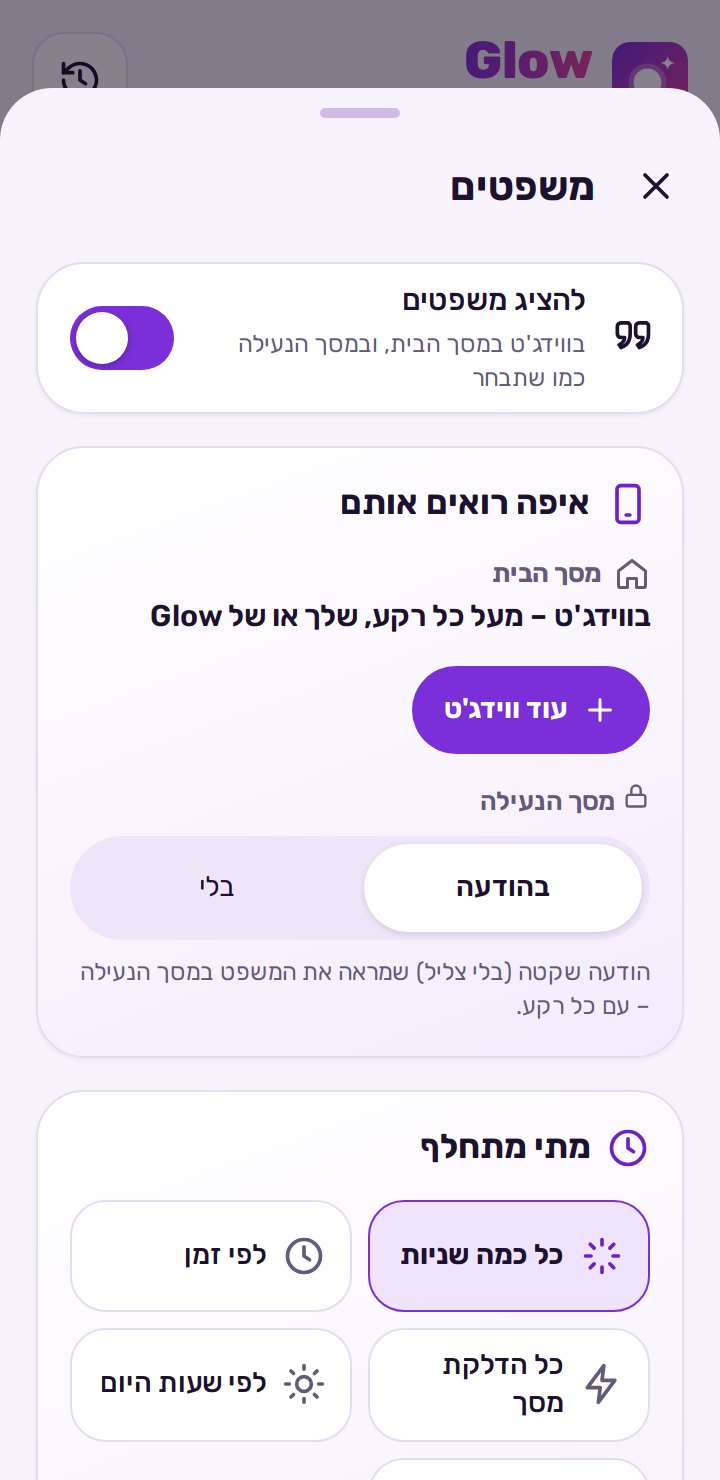 Glow
משפטים
להציג משפטים
בווידג'ט במסך הבית, ובמסך הנעילה
כמו שתבחר
איפה רואים אותם
מסך הבית
בווידג'ט – מעל כל רקע, שלך או של Glow
עוד ווידג'ט
מסך הנעילה
בהודעה
בלי
הודעה שקטה (בלי צליל) שמראה את המשפט במסך הנעילה
– עם כל רקע.
מתי מתחלף
כל כמה שניות
לפי זמן
כל הדלקת
מסך
לפי שעות היום